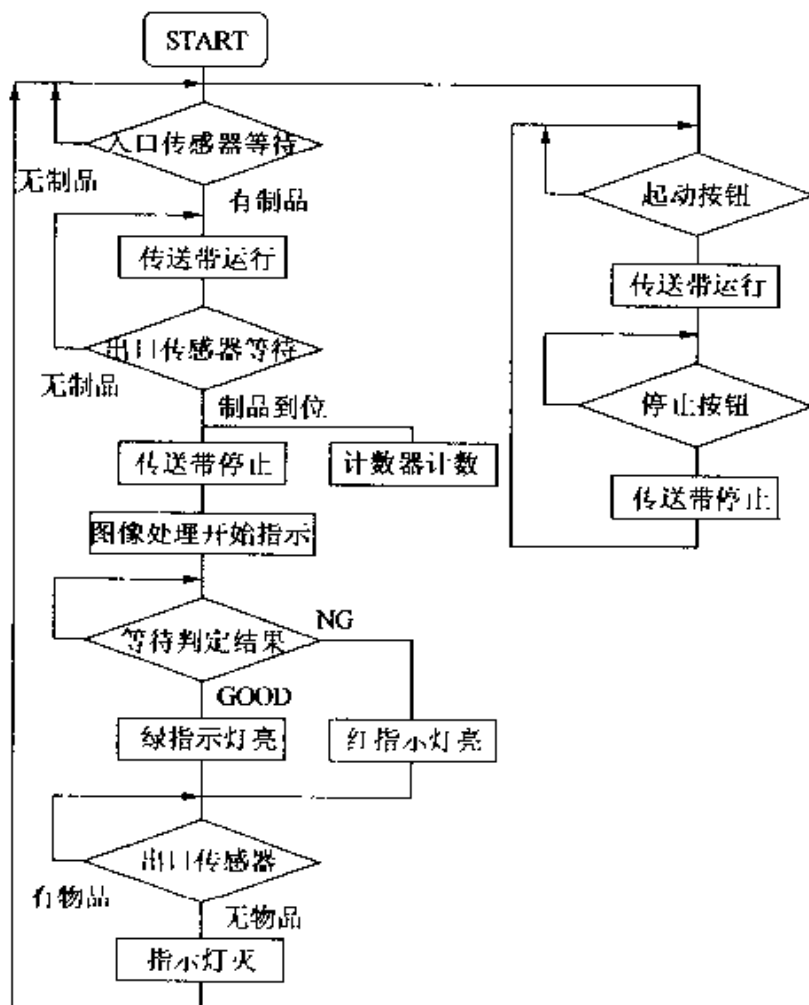 START
入口传感器等待
无制品
有制品
传送带运行
出口传感器等待
无制品
制品到位
传送带停止
计数器计数
图像处理开始指示
等待判定结果
NG
GOOD
绿指示灯亮
红指示灯亮
出口传感器
有物品
无物品
指示灯灭
起动按钮
传送带运行
停止按钮
传送带停止